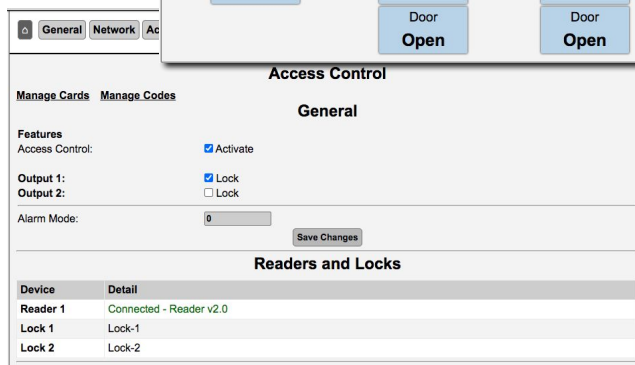 Door Door
Open Open
General Network
Access Control
Manage Cards Manage Codes
General
Features
Access Control: Activate
Output 1: Lock
Output 2: Lock
Alarm Mode: 0
Save Changes
Readers and Locks
Device Detail
Reader 1 Connected - Reader v2.0
Lock 1 Lock-1
Lock 2 Lock-2